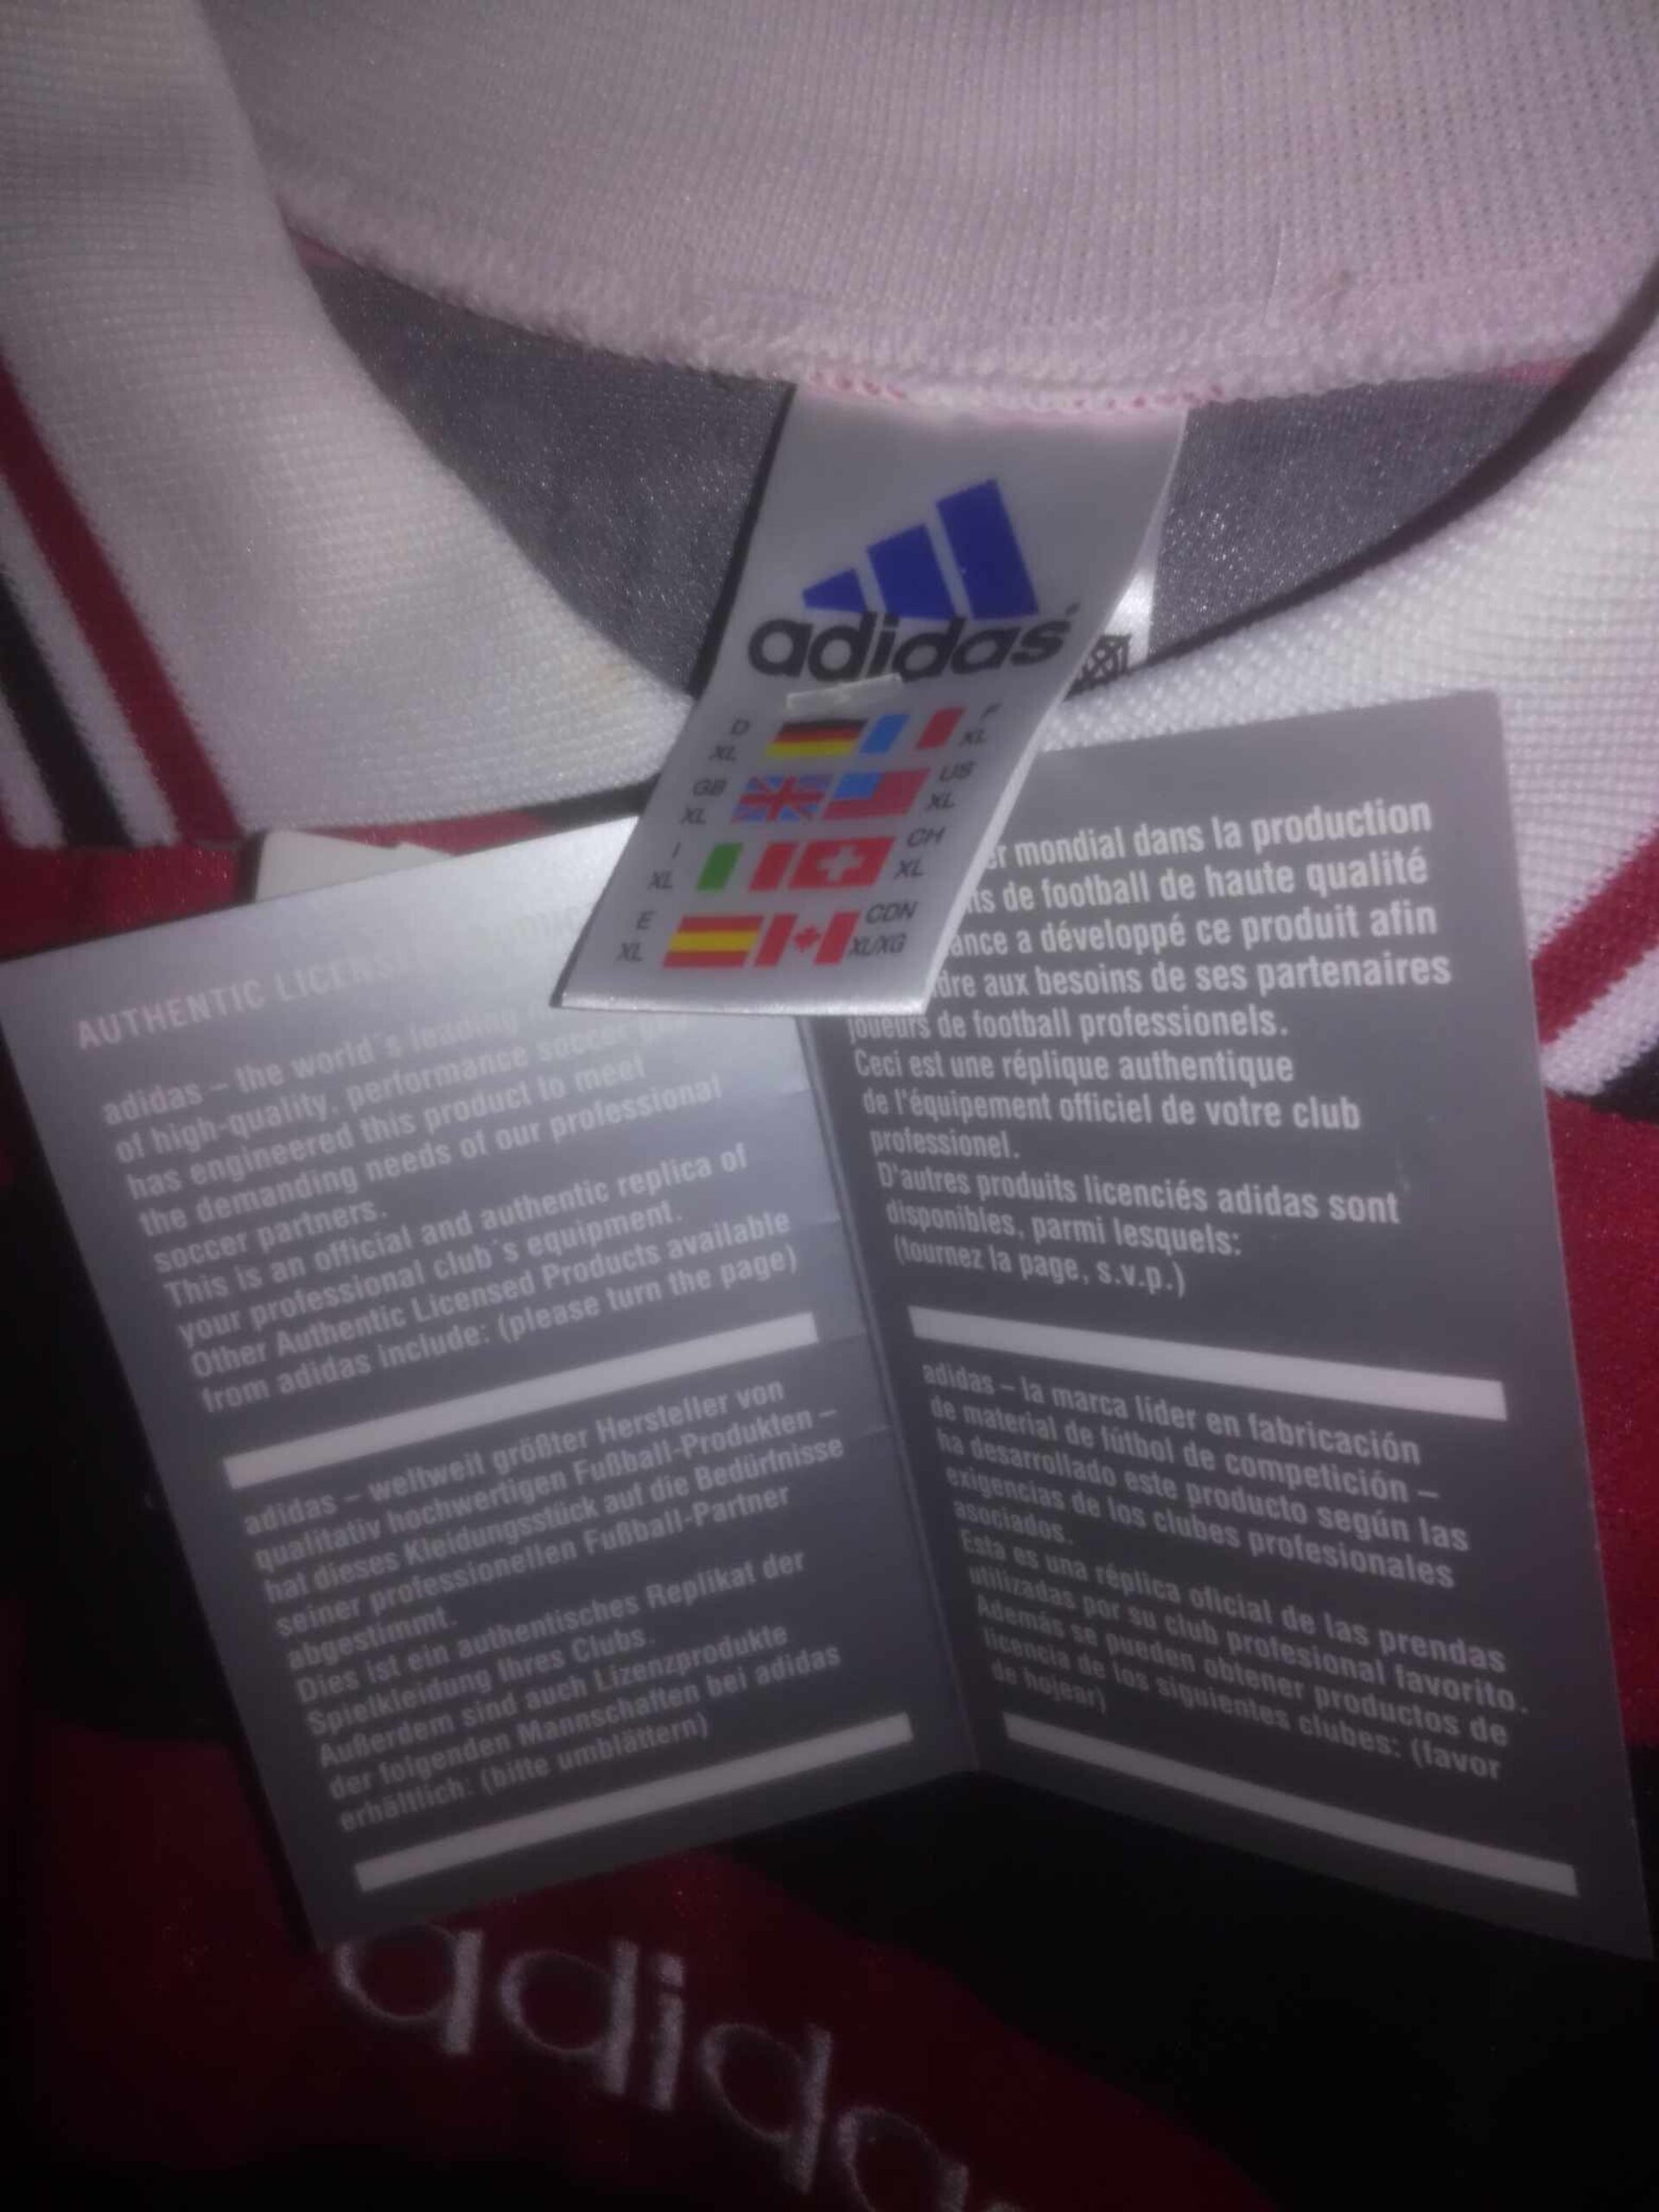 adidas
D
XL
F
XL
GB
XL
US
XL
I
XL
CH
XL
E
XL
CDN
XL/XG
AUTHENTIC
adidas – the world´s leading
of high-quality, performance soccer
has engineered this product to meet
the demanding needs of our professional
soccer partners.
This is an official and authentic replica of
your professional club´s equipment.
Other Authentic Licensed Products available
from adidas include: (please turn the page)
adidas – weltweit größter Hersteller von
qualitativ hochwertigen Fußball-Produkten –
hat dieses Kleidungsstück auf die Bedürfnisse
seiner professionellen Fußball-Partner
abgestimmt.
Dies ist ein authentisches Replikat der
Spielkleidung Ihres Clubs.
Außerdem sind auch Lizenzprodukte
der folgenden Mannschaften bei adidas
erhältlich: (bitte umblättern)
mondial dans la production
de football de haute qualité
a développé ce produit afin
aux besoins de ses partenaires
joueurs de football professionels.
Ceci est une réplique authentique
de l'équipement officiel de votre club
professionel.
D'autres produits licenciés adidas sont
disponibles, parmi lesquels:
(tournez la page, s.v.p.)
adidas – la marca líder en fabricación
de material de fútbol de competición –
ha desarrollado este producto según las
exigencias de los clubes profesionales
asociados.
Esta es una réplica oficial de las prendas
utilizadas por su club profesional favorito.
Además se pueden obtener productos de
licencia de los siguientes clubes: (favor
de hojear)
adidas